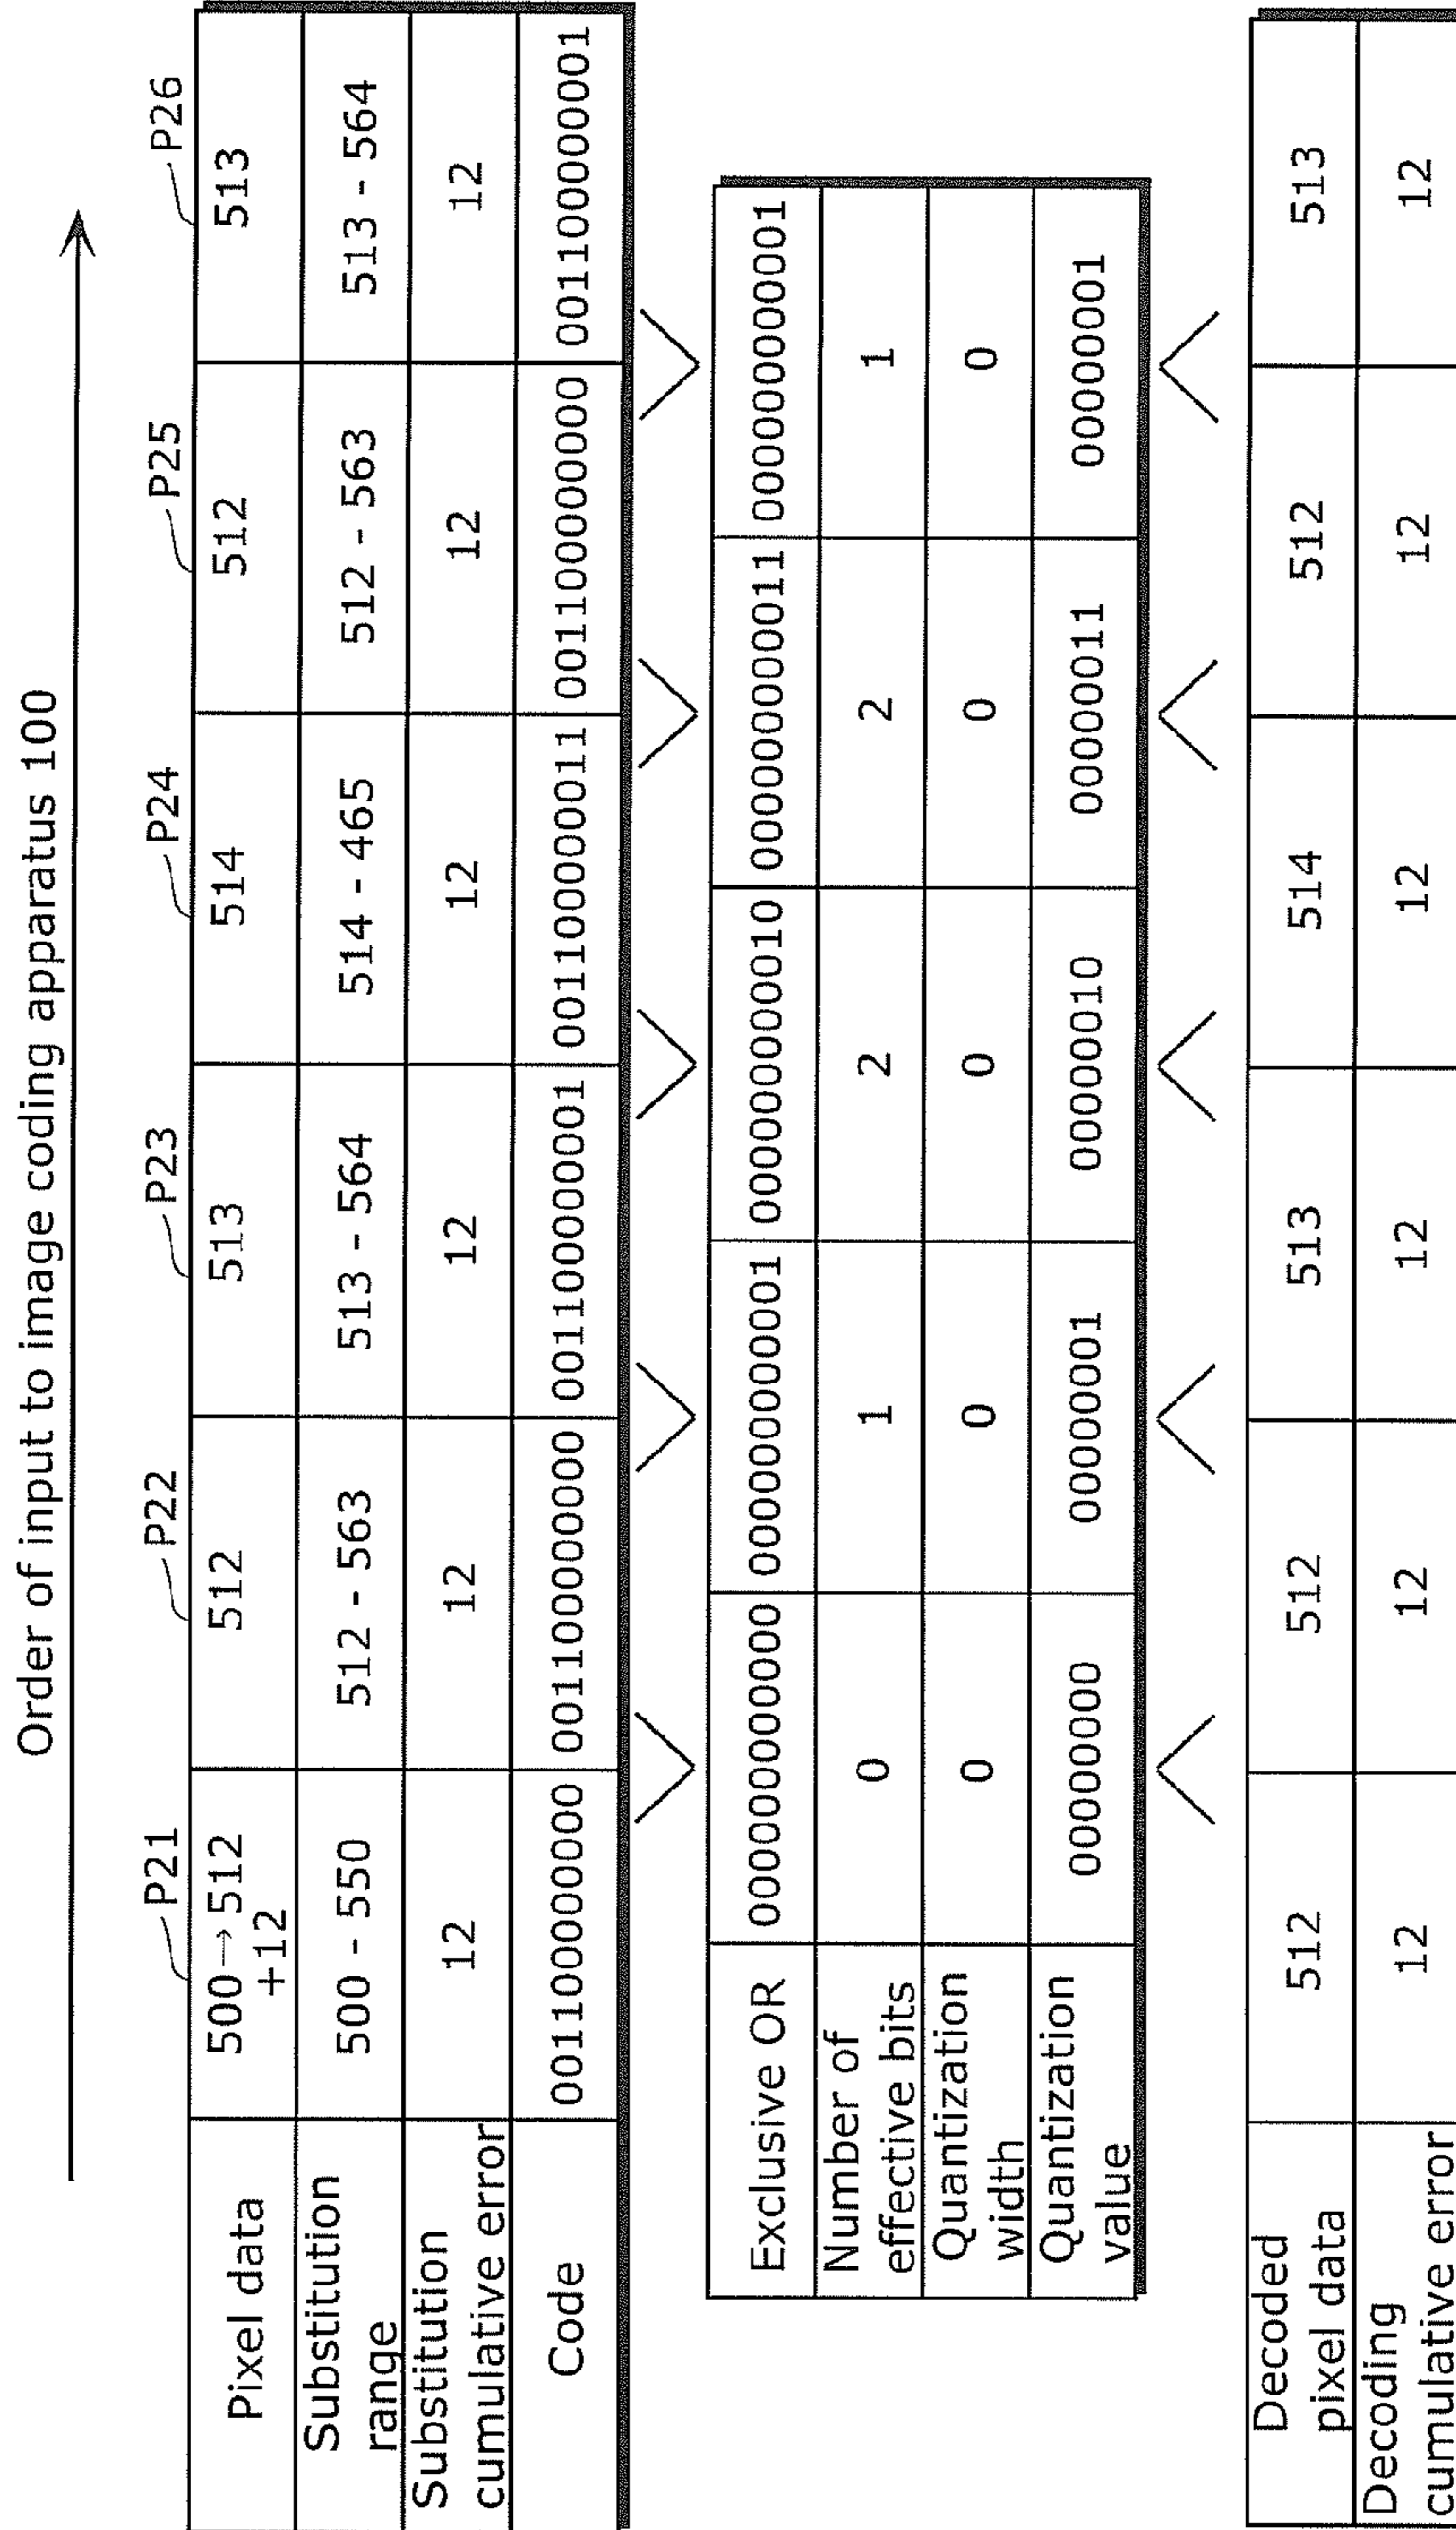 Order of input to image coding apparatus 100
P21 P22 P23 P24 P25 P26
Pixel data 500→512 512 513 514 512 513
+12
Substitution range 500 - 550 512 - 563 513 - 564 514 - 465 512 - 563 513 - 564
Substitution cumulative error 12 12 12 12 12 12
Code 001100000000 001100000000 001100000001 001100000011 001100000000 001100000001
Exclusive OR 000000000000 000000000001 000000000010 000000000011 000000000001
Number of effective bits 0 1 2 2 1
Quantization width 0 0 0 0 0
Quantization value 00000000 00000001 00000010 00000011 00000001
Decoded pixel data 512 512 513 514 512 513
Decoding cumulative error 12 12 12 12 12 12